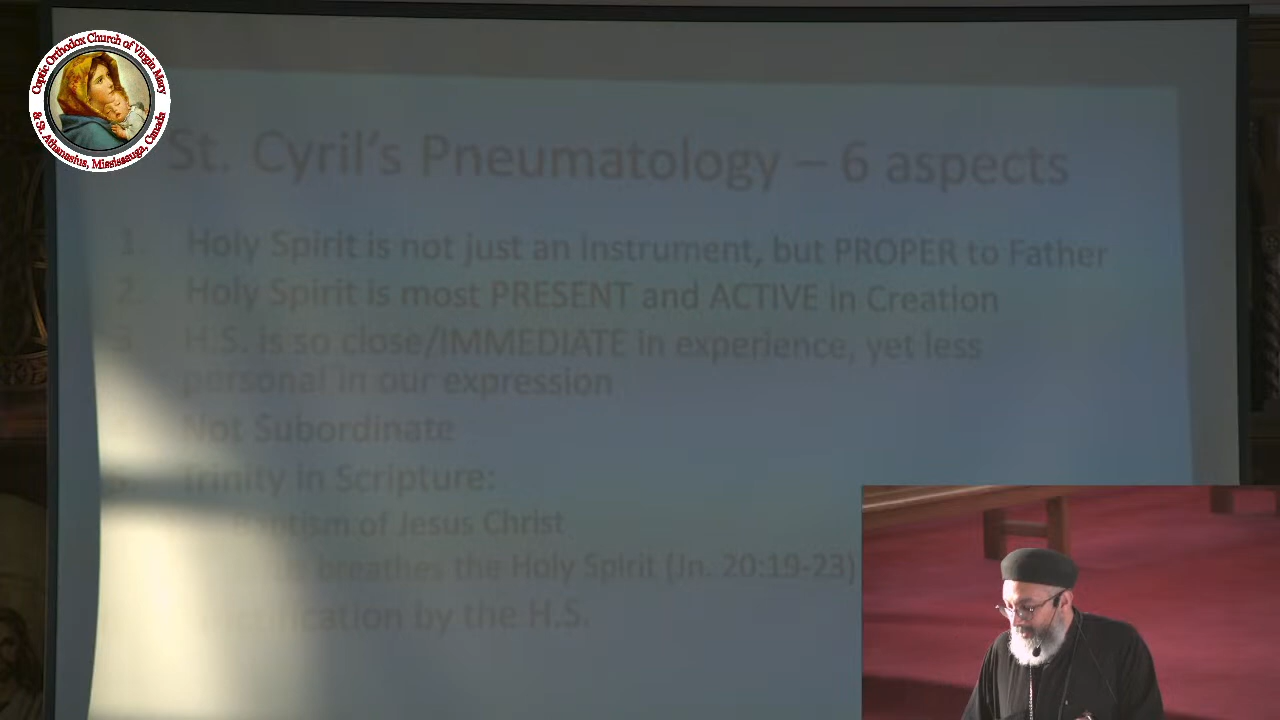 Coptic Orthodox Church of Virgin Mary
& St. Athanasius, Mississauga, Canada
St. Cyril's Pneumatology 6 aspects
1. Holy Spirit is not just an instrument, but PROPER to Father
2. Holy Spirit is most PRESENT and ACTIVE in Creation
3. H.S. is so close/IMMEDIATE in experience, yet less
personal in our expression
Not Subordinate
Trinity in Scripture:
Baptism of Jesus Christ
breathes the Holy Spirit (Jn. 20:19-23)
by the H.S.